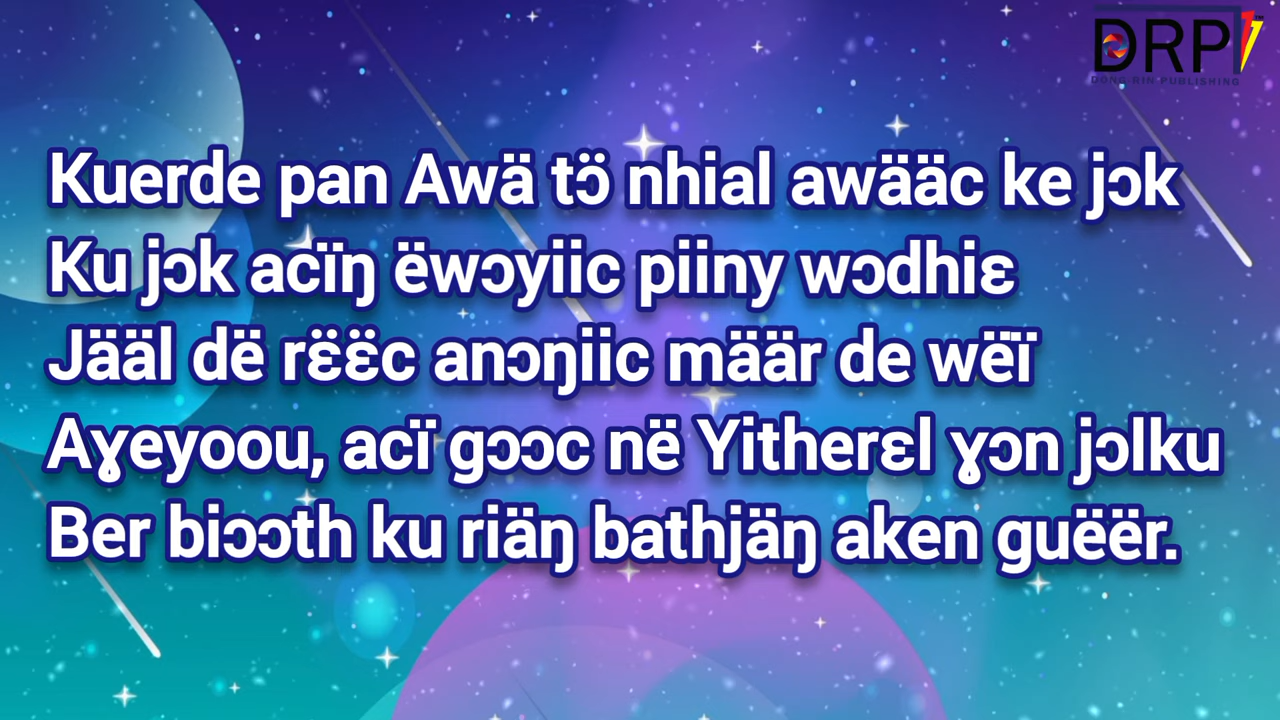 DRP
DONG RIN PUBLISHING
Kuerde pan Awä tɔ̈ nhial awääc ke jɔk
Ku jɔk acïŋ ëwɔyiic piiny wɔdhiɛ
Jääl dë rɛ̈ɛ̈c anɔŋiic määr de wëï
Aɣeyoou, acï gɔɔc në Yitherɛl ɣɔn jɔlku
Ber biɔɔth ku riäŋ bathjäŋ aken guëër.